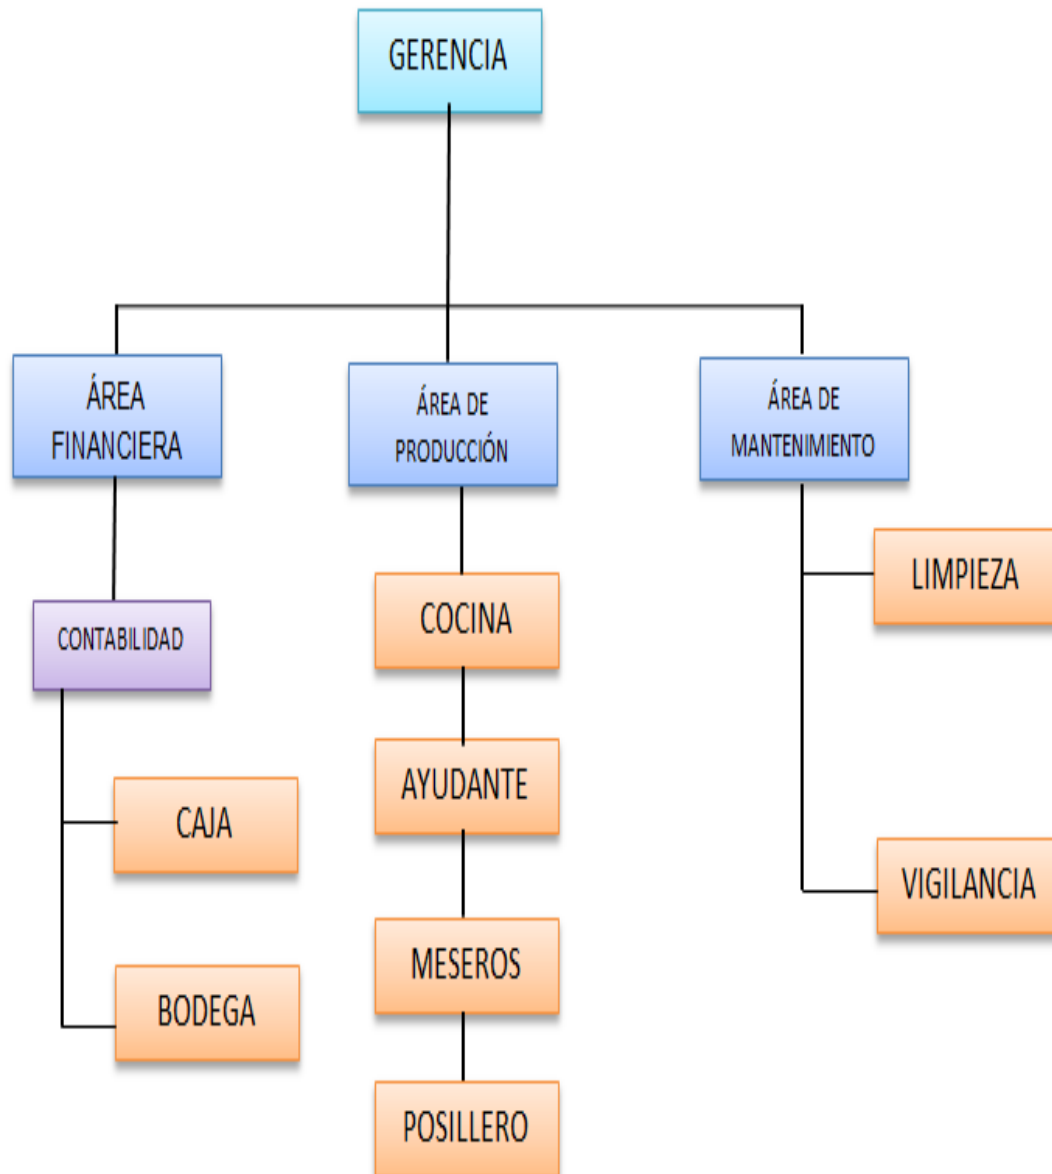 GERENCIA
ÁREA
FINANCIERA
ÁREA DE
PRODUCCIÓN
ÁREA DE
MANTENIMIENTO
CONTABILIDAD
CAJA
BODEGA
COCINA
AYUDANTE
MESEROS
POSILLERO
LIMPIEZA
VIGILANCIA